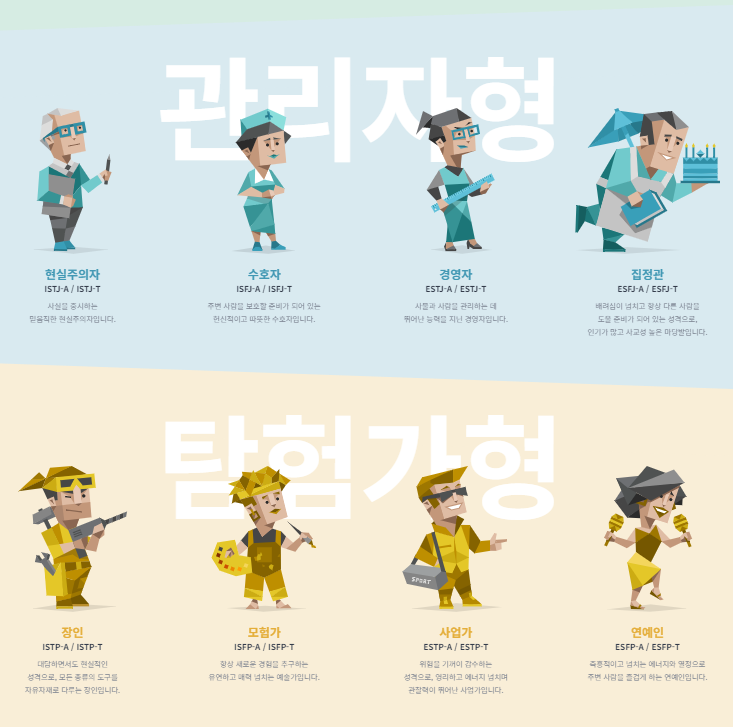 관리자형
현실주의자
ISTJ-A / ISTJ-T
사실을 중시하는
믿음직한 현실주의자입니다.
수호자
ISFJ-A / ISFJ-T
주변 사람을 보호할 준비가 되어 있는
헌신적이고 따뜻한 수호자입니다.
경영자
ESTJ-A / ESTJ-T
사물과 사람을 관리하는 데
뛰어난 능력을 지닌 경영자입니다.
집정관
ESFJ-A / ESFJ-T
배려심이 넘치고 항상 다른 사람을
도울 준비가 되어 있는 성격으로,
인기가 많고 사교성 높은 마당발입니다.
탐험가형
SPORT
장인
ISTP-A / ISTP-T
대담하면서도 현실적인
성격으로, 모든 종류의 도구를
자유자재로 다루는 장인입니다.
모험가
ISFP-A / ISFP-T
항상 새로운 경험을 추구하는
유연하고 매력 넘치는 예술가입니다.
사업가
ESTP-A / ESTP-T
위험을 기꺼이 감수하는
성격으로, 영리하고 에너지 넘치며
관찰력이 뛰어난 사업가입니다.
연예인
ESFP-A / ESFP-T
즉흥적이고 넘치는 에너지와 열정으로
주변 사람을 즐겁게 하는 연예인입니다.